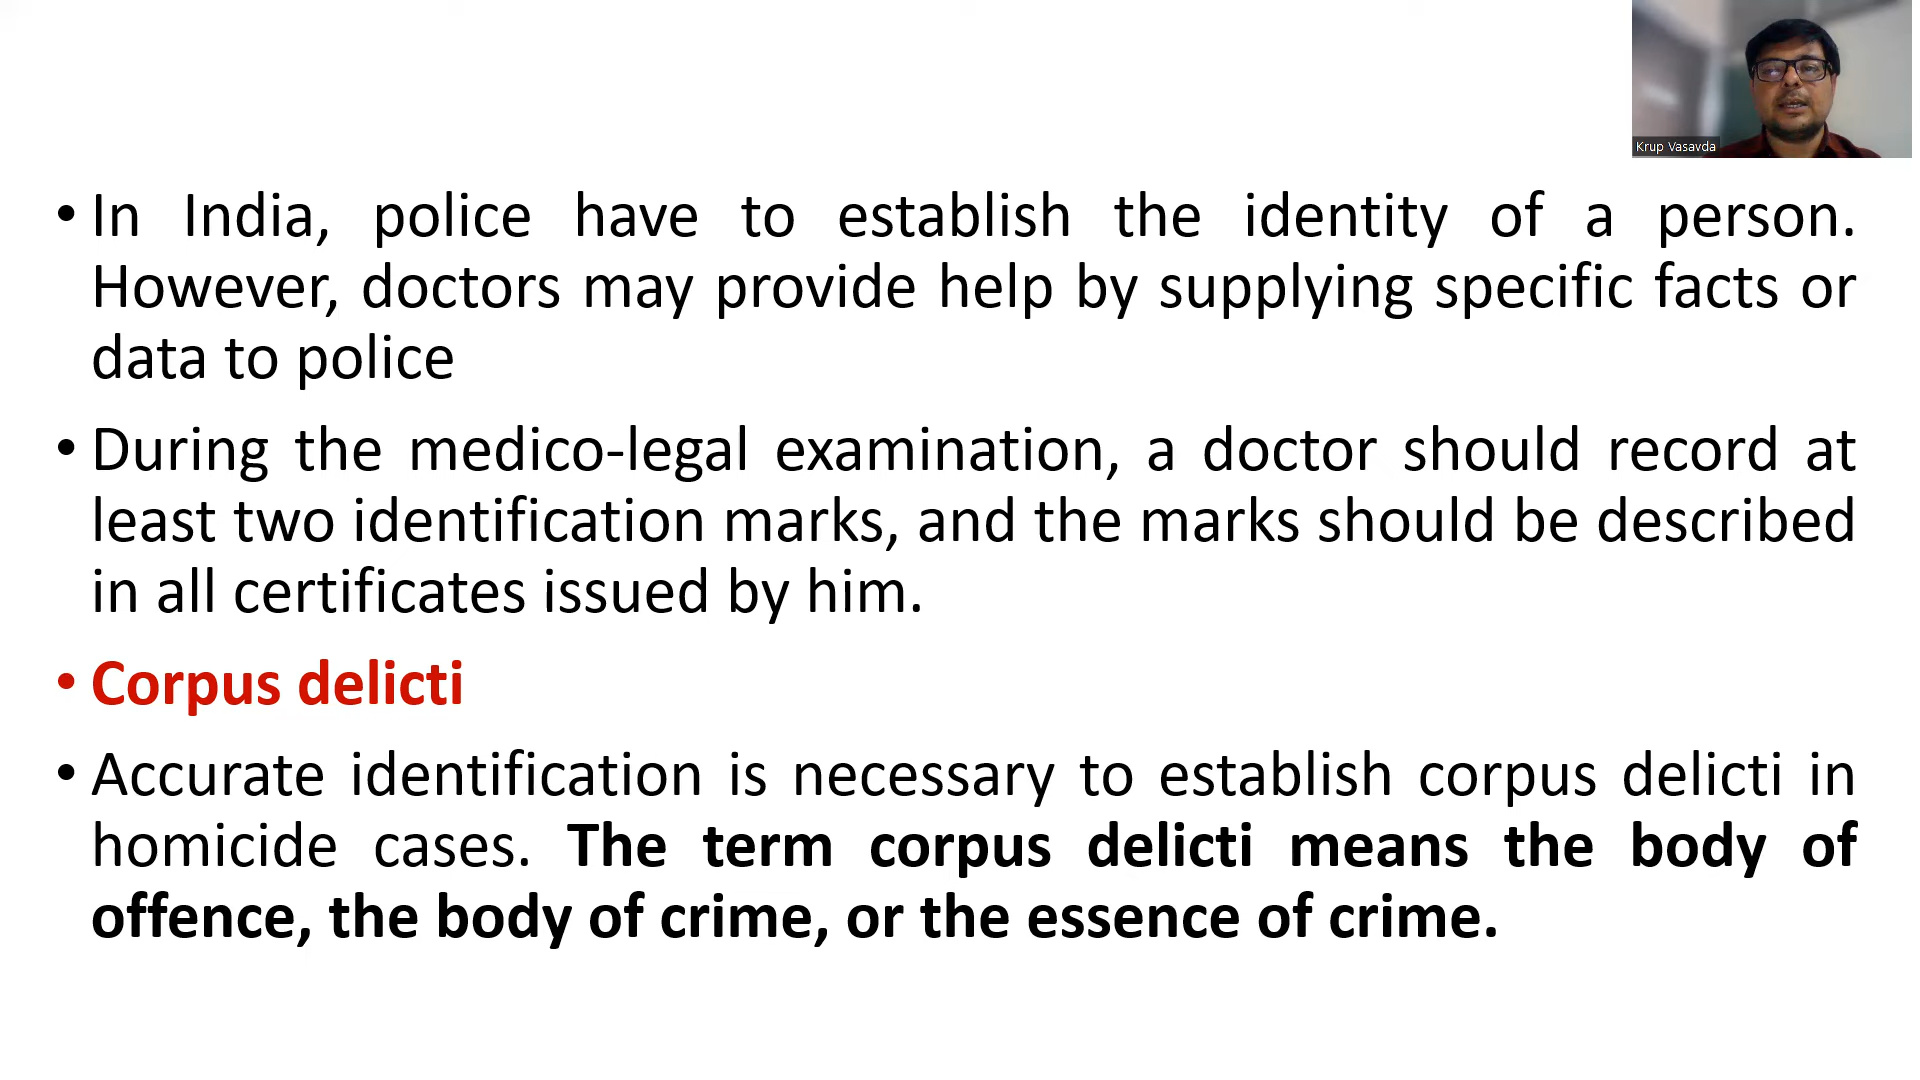 Krup Vasavda
• In India, police have to establish the identity of a person.
However, doctors may provide help by supplying specific facts or
data to police
• During the medico-legal examination, a doctor should record at
least two identification marks, and the marks should be described
in all certificates issued by him.
• Corpus delicti
• Accurate identification is necessary to establish corpus delicti in
homicide cases. The term corpus delicti means the body of
offence, the body of crime, or the essence of crime.